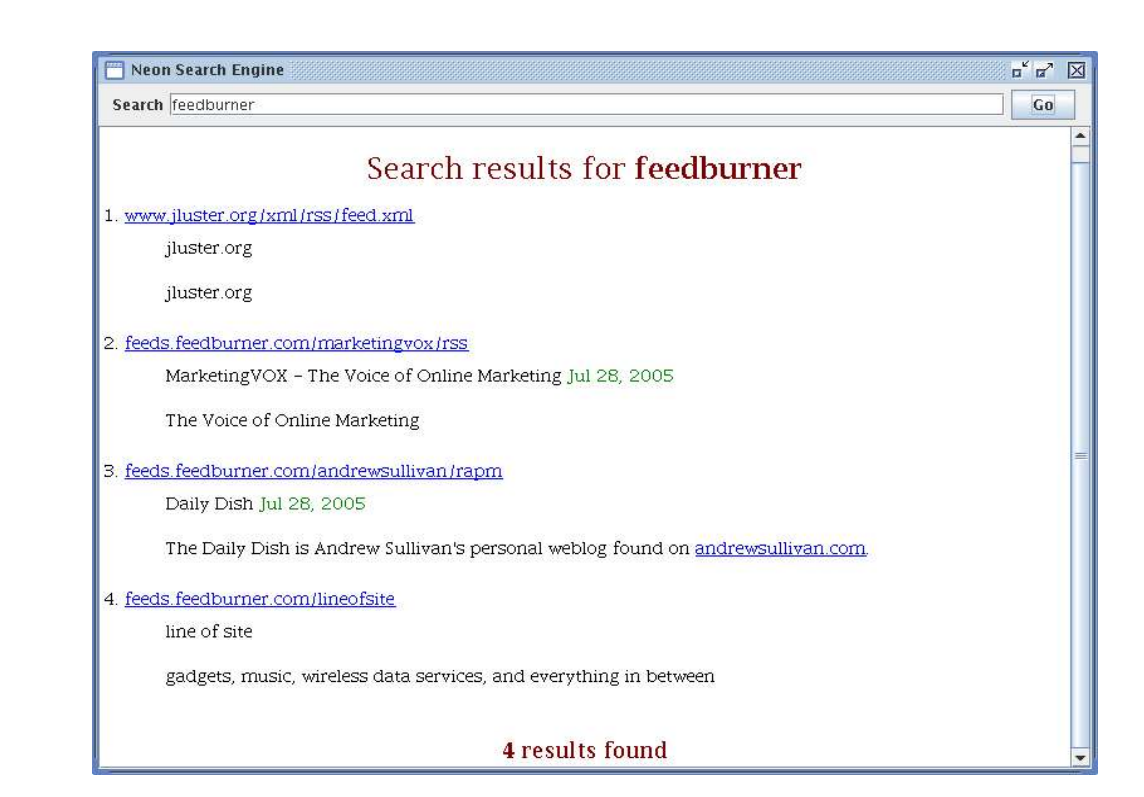 Neon Search Engine
Search feedburner Go
Search results for feedburner
1. www.jluster.org/xml/rss/feed.xml
jluster.org
jluster.org
2. feeds.feedburner.com/marketingvox/rss
MarketingVOX – The Voice of Online Marketing Jul 28, 2005
The Voice of Online Marketing
3. feeds.feedburner.com/andrewsullivan/rapm
Daily Dish Jul 28, 2005
The Daily Dish is Andrew Sullivan's personal weblog found on andrewsullivan.com.
4. feeds.feedburner.com/lineofsite
line of site
gadgets, music, wireless data services, and everything in between
4 results found